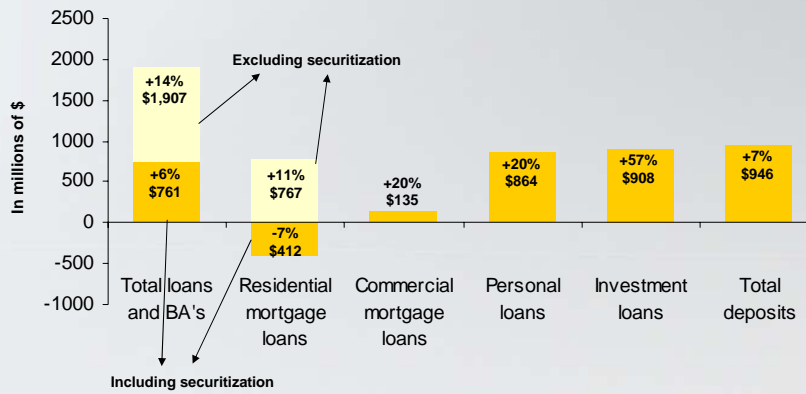 In millions of $
2500
2000
1500
1000
500
0
-500
-1000
Excluding securitization
+14%
$1,907
+6%
$761
+11%
$767
-7%
$412
+20%
$135
+20%
$864
+57%
$908
+7%
$946
Total loans
and BA's
Residential
mortgage
loans
Commercial
mortgage
loans
Personal
loans
Investment
loans
Total
deposits
Including securitization